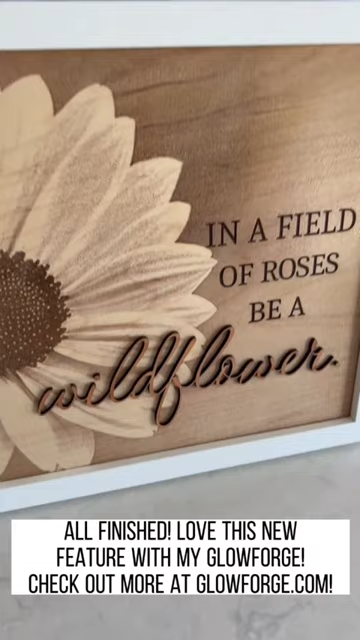 IN A FIELD
OF ROSES
BE A
wildflower.
ALL FINISHED! LOVE THIS NEW
FEATURE WITH MY GLOWFORGE!
CHECK OUT MORE AT GLOWFORGE.COM!